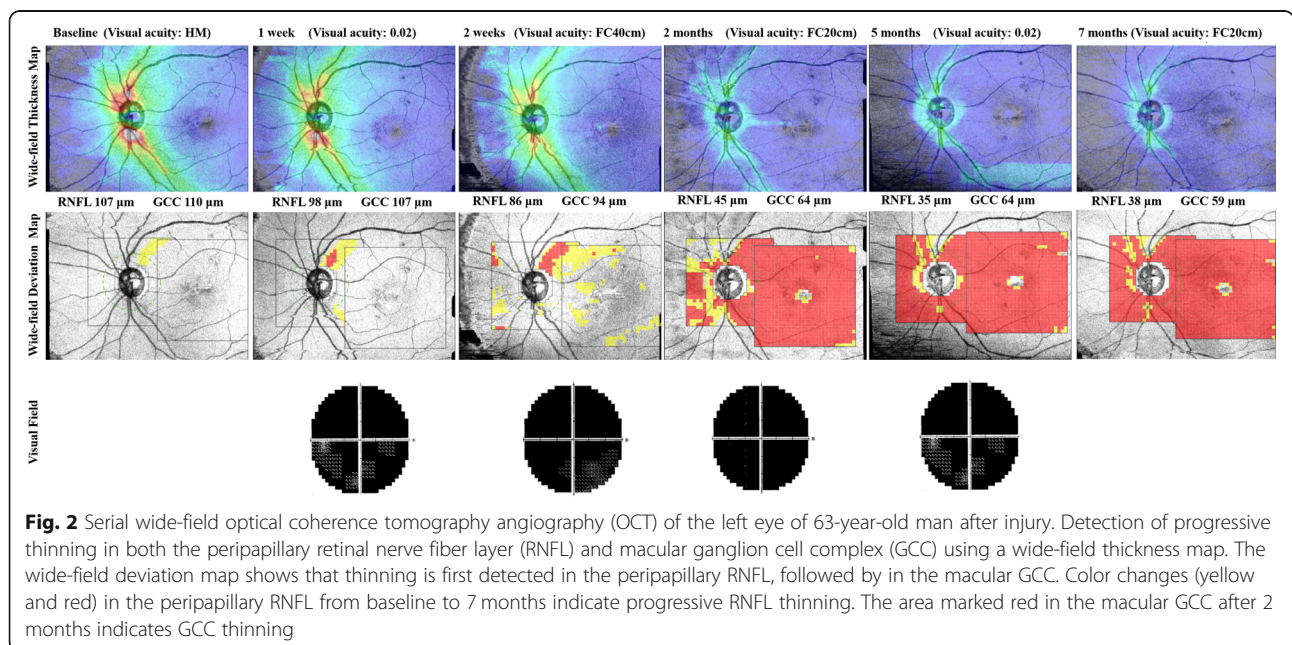 Baseline (Visual acuity: HM) 1 week (Visual acuity: 0.02) 2 weeks (Visual acuity: FC40cm) 2 months (Visual acuity: FC20cm) 5 months (Visual acuity: 0.02) 7 months (Visual acuity: FC20cm)
Wide-field Thickness Map
RNFL 107 µm GCC 110 µm RNFL 98 µm GCC 107 µm RNFL 86 µm GCC 94 µm RNFL 45 µm GCC 64 µm RNFL 35 µm GCC 64 µm RNFL 38 µm GCC 59 µm
Wide-field Deviation Map
Visual Field
Fig. 2 Serial wide-field optical coherence tomography angiography (OCT) of the left eye of 63-year-old man after injury. Detection of progressive
thinning in both the peripapillary retinal nerve fiber layer (RNFL) and macular ganglion cell complex (GCC) using a wide-field thickness map. The
wide-field deviation map shows that thinning is first detected in the peripapillary RNFL, followed by in the macular GCC. Color changes (yellow
and red) in the peripapillary RNFL from baseline to 7 months indicate progressive RNFL thinning. The area marked red in the macular GCC after 2
months indicates GCC thinning